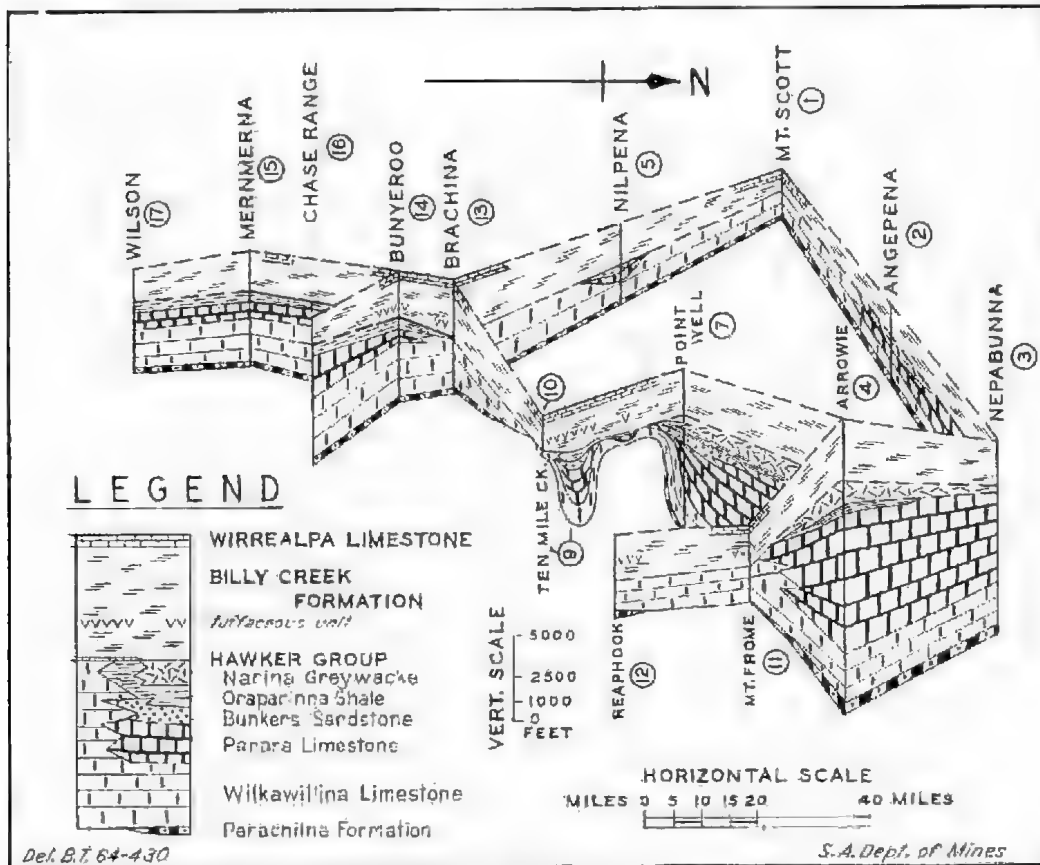 N
WILSON
17
MERNMERNA
15
CHASE RANGE
16
BUNYEROO
14
BRACHINA
13
NILPENA
5
MT. SCOTT
1
ANGEPENA
2
NEPABUNNA
3
ARROWIE
4
POINT WELL
7
10
TEN MILE CK.
9
REAPHOOK
12
MT. FROME
11
LEGEND
WIRREALPA LIMESTONE
BILLY CREEK
FORMATION
tuffaceous unit
HAWKER GROUP
Narina Greywacke
Oraparinna Shale
Bunkers Sandstone
Parara Limestone
Wilkawillina Limestone
Parachilna Formation
VERT. SCALE
5000
2500
1000
0
FEET
HORIZONTAL SCALE
MILES 0 5 10 15 20 40 MILES
Del. B.T. 64-430
S.A. Dept. of Mines